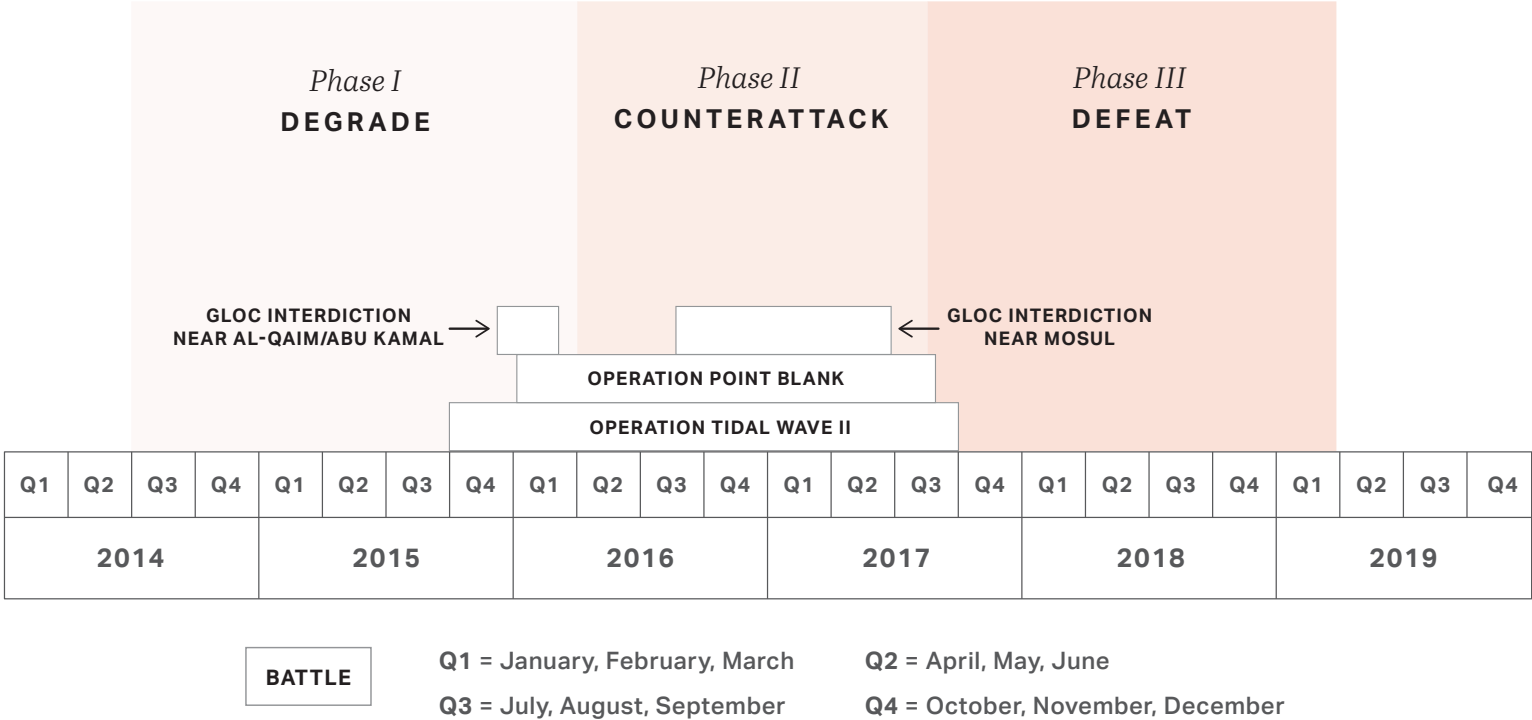 Phase I
DEGRADE
Phase II
COUNTERATTACK
Phase III
DEFEAT
GLOC INTERDICTION
NEAR AL-QAIM/ABU KAMAL
GLOC INTERDICTION
NEAR MOSUL
OPERATION POINT BLANK
OPERATION TIDAL WAVE II
Q1 Q2 Q3 Q4 Q1 Q2 Q3 Q4 Q1 Q2 Q3 Q4 Q1 Q2 Q3 Q4 Q1 Q2 Q3 Q4 Q1 Q2 Q3 Q4
2014 2015 2016 2017 2018 2019
BATTLE
Q1 = January, February, March
Q2 = April, May, June
Q3 = July, August, September
Q4 = October, November, December